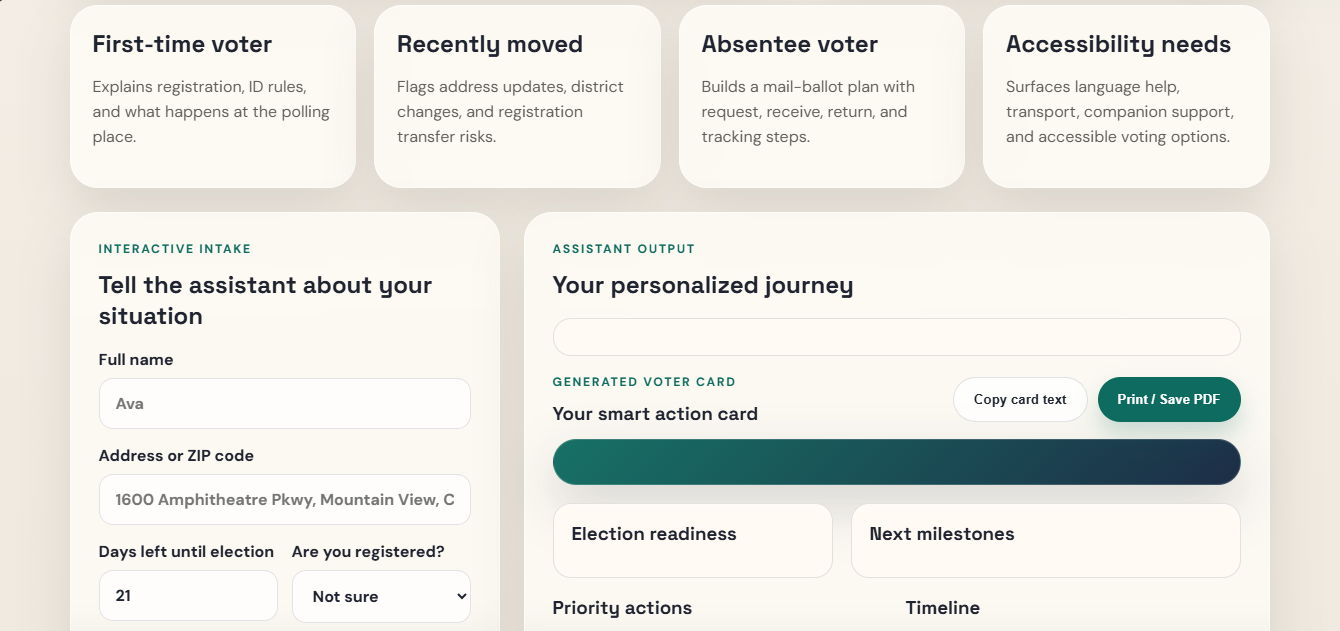 First-time voter
Explains registration, ID rules,
and what happens at the polling
place.
Recently moved
Flags address updates, district
changes, and registration
transfer risks.
Absentee voter
Builds a mail-ballot plan with
request, receive, return, and
tracking steps.
Accessibility needs
Surfaces language help,
transport, companion support,
and accessible voting options.
INTERACTIVE INTAKE
Tell the assistant about your
situation
Full name
Ava
Address or ZIP code
1600 Amphitheatre Pkwy, Mountain View, C
Days left until election
21
Are you registered?
Not sure
ASSISTANT OUTPUT
Your personalized journey
GENERATED VOTER CARD
Your smart action card
Copy card text
Print / Save PDF
Election readiness
Next milestones
Priority actions
Timeline